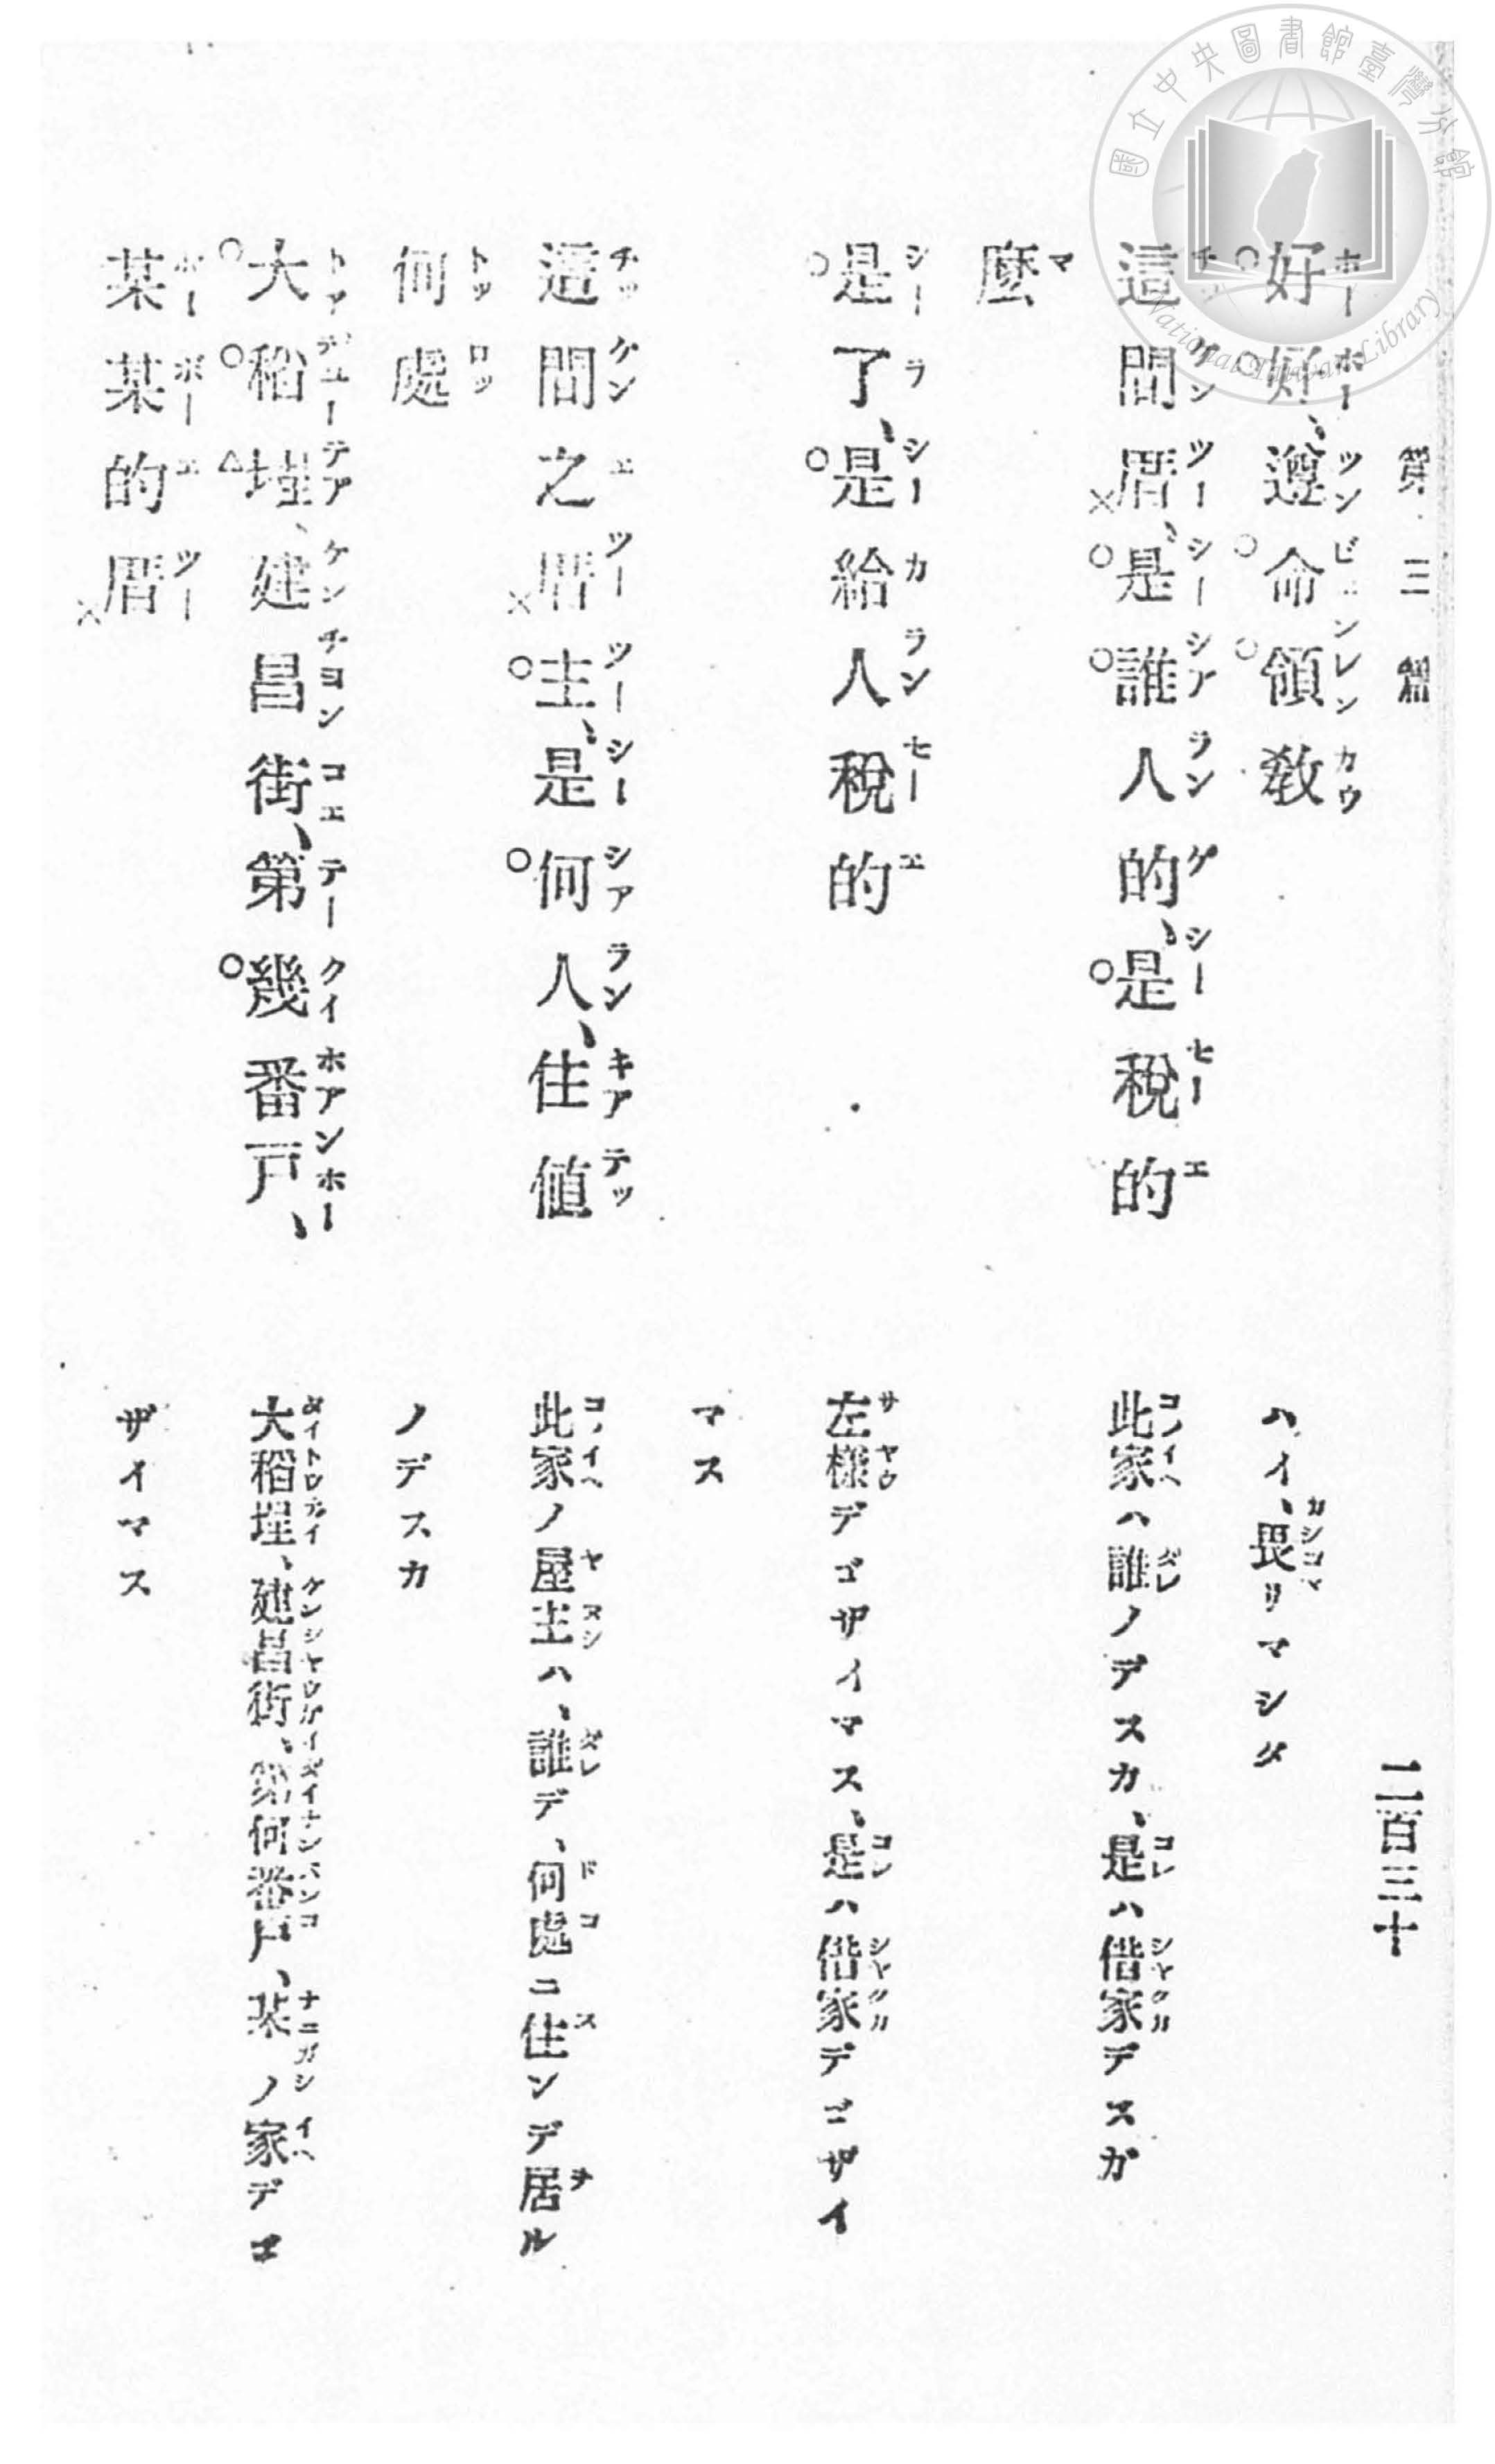 國立中央圖書館臺灣分館
National Taiwan Library
第三篇
二百三十
好好、遵命領教
ハイ、畏リマシタ
這間厝、是誰人的、是稅的
麽
此家ハ誰ノデスカ、是ハ借家デスカ
是了、是給人稅的
左樣デゴザイマス、是ハ借家デゴザイ
マス
這間之厝主、是何人、住値
何處
此家ノ屋主ハ、誰デ、何處ニ住ンデ居ル
ノデスカ
大稻埕、建昌街、第幾番戸、
某某的厝
大稻埕、建昌街、第何番戸、某ノ家デゴ
ザイマス